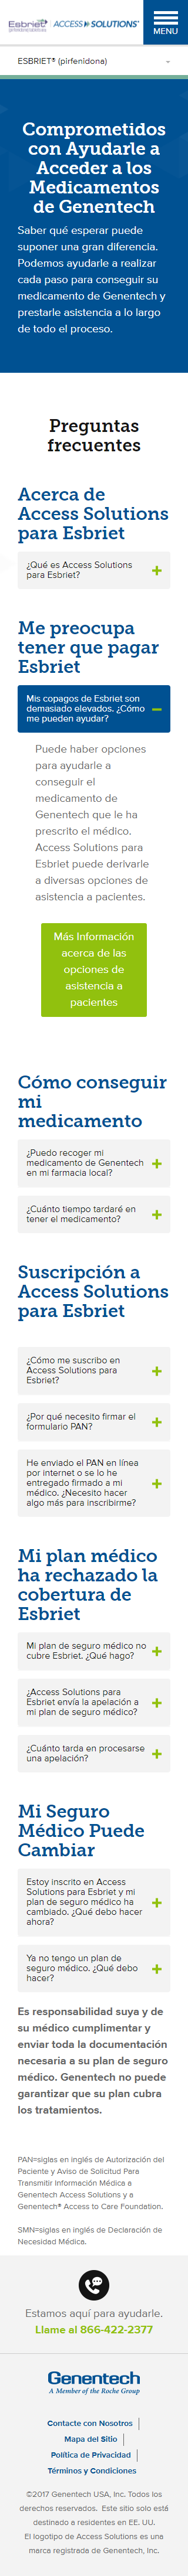 Esbriet
ACCESS SOLUTIONS®
MENU
ESBRIET® (pirfenidona)
Comprometidos
con Ayudarle a
Acceder a los
Medicamentos
de Genentech
Saber qué esperar puede
suponer una gran diferencia.
Podemos ayudarle a realizar
cada paso para conseguir su
medicamento de Genentech y
prestarle asistencia a lo largo
de todo el proceso.
Preguntas
frecuentes
Acerca de
Access Solutions
para Esbriet
¿Qué es Access Solutions
para Esbriet?
Me preocupa
tener que pagar
Esbriet
Mis copagos de Esbriet son
demasiado elevados. ¿Cómo
me pueden ayudar?
Puede haber opciones
para ayudarle a
conseguir el
medicamento de
Genentech que le ha
prescrito el médico.
Access Solutions para
Esbriet puede derivarle
a diversas opciones de
asistencia a pacientes.
Más Información
acerca de las
opciones de
asistencia a
pacientes
Cómo conseguir
mi
medicamento
¿Puedo recoger mi
medicamento de Genentech
en mi farmacia local?
¿Cuánto tiempo tardaré en
tener el medicamento?
Suscripción a
Access Solutions
para Esbriet
¿Cómo me suscribo en
Access Solutions para
Esbriet?
¿Por qué necesito firmar el
formulario PAN?
He enviado el PAN en línea
por internet o se lo he
entregado firmado a mi
médico. ¿Necesito hacer
algo más para inscribirme?
Mi plan médico
ha rechazado la
cobertura de
Esbriet
Mi plan de seguro médico no
cubre Esbriet. ¿Qué hago?
¿Access Solutions para
Esbriet envía la apelación a
mi plan de seguro médico?
¿Cuánto tarda en procesarse
una apelación?
Mi Seguro
Médico Puede
Cambiar
Estoy inscrito en Access
Solutions para Esbriet y mi
plan de seguro médico ha
cambiado. ¿Qué debo hacer
ahora?
Ya no tengo un plan de
seguro médico. ¿Qué debo
hacer?
Es responsabilidad suya y de
su médico cumplimentar y
enviar toda la documentación
necesaria a su plan de seguro
médico. Genentech no puede
garantizar que su plan cubra
los tratamientos.
PAN=siglas en inglés de Autorización del
Paciente y Aviso de Solicitud Para
Transmitir Información Médica a
Genentech Access Solutions y a
Genentech® Access to Care Foundation.
SMN=siglas en inglés de Declaración de
Necesidad Médica.
Estamos aquí para ayudarle.
Llame al 866-422-2377
Genentech
A Member of the Roche Group
Contacte con Nosotros
Mapa del Sitio
Política de Privacidad
Términos y Condiciones
©2017 Genentech USA, Inc. Todos los
derechos reservados. Este sitio solo está
destinado a residentes en EE. UU.
El logotipo de Access Solutions es una
marca registrada de Genentech, Inc.